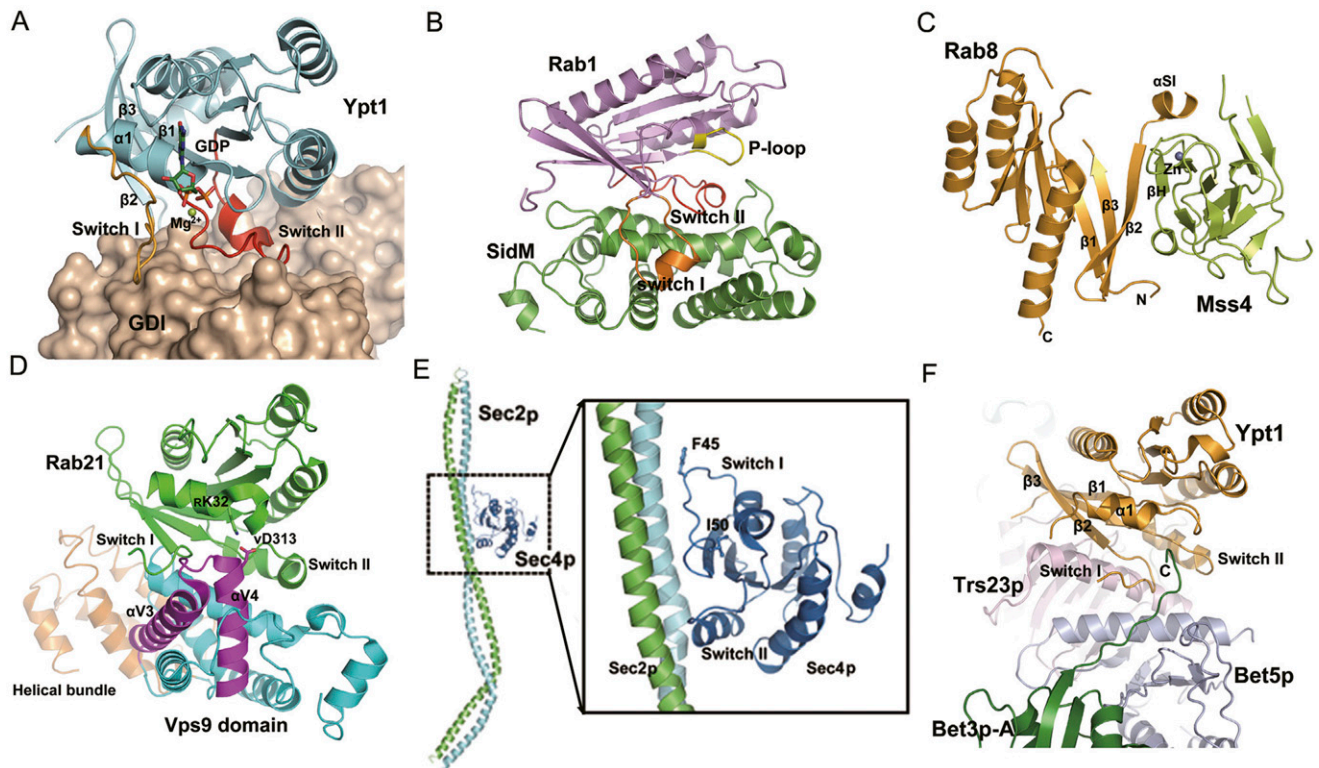 A
β3
α1
β1
Ypt1
GDP
β2
Mg²⁺
Switch I
Switch II
GDI
B
Rab1
P-loop
Switch II
SidM
switch I
C
Rab8
αSI
Zn
βH
β3
β1
β2
N
Mss4
C
D
Rab21
RK32
Switch I
vD313
Switch II
αV3
αV4
Helical bundle
Vps9 domain
E
Sec2p
Sec4p
F45
Switch I
I50
Switch II
Sec2p
Sec4p
F
Ypt1
β3
β1
α1
β2
Switch II
Switch I
C
Trs23p
Bet5p
Bet3p-A